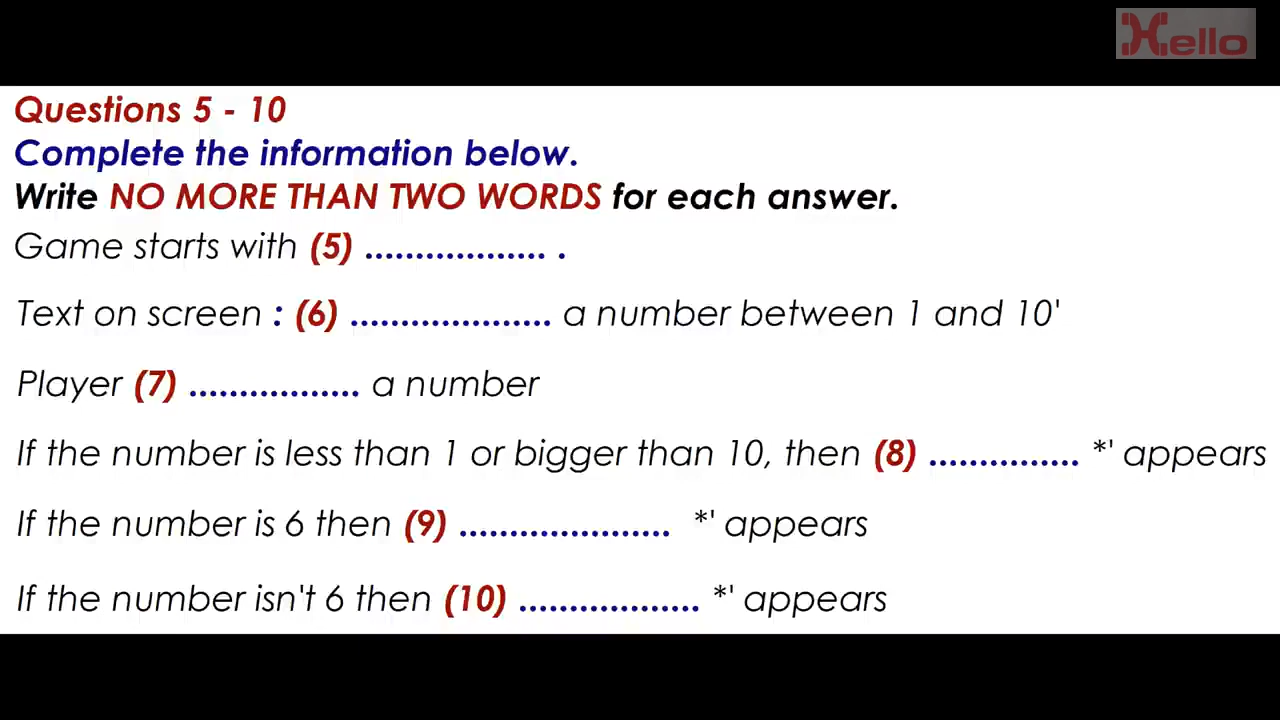 Hello
Questions 5 - 10
Complete the information below.
Write NO MORE THAN TWO WORDS for each answer.
Game starts with (5) .................. .
Text on screen : (6) .................... a number between 1 and 10'
Player (7) ................. a number
If the number is less than 1 or bigger than 10, then (8) ............... *' appears
If the number is 6 then (9) ..................... *' appears
If the number isn't 6 then (10) .................. *' appears